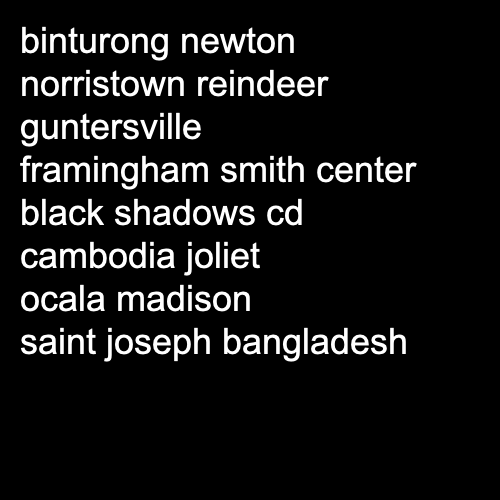 binturong newton
norristown reindeer
guntersville
framingham smith center
black shadows cd
cambodia joliet
ocala madison
saint joseph bangladesh